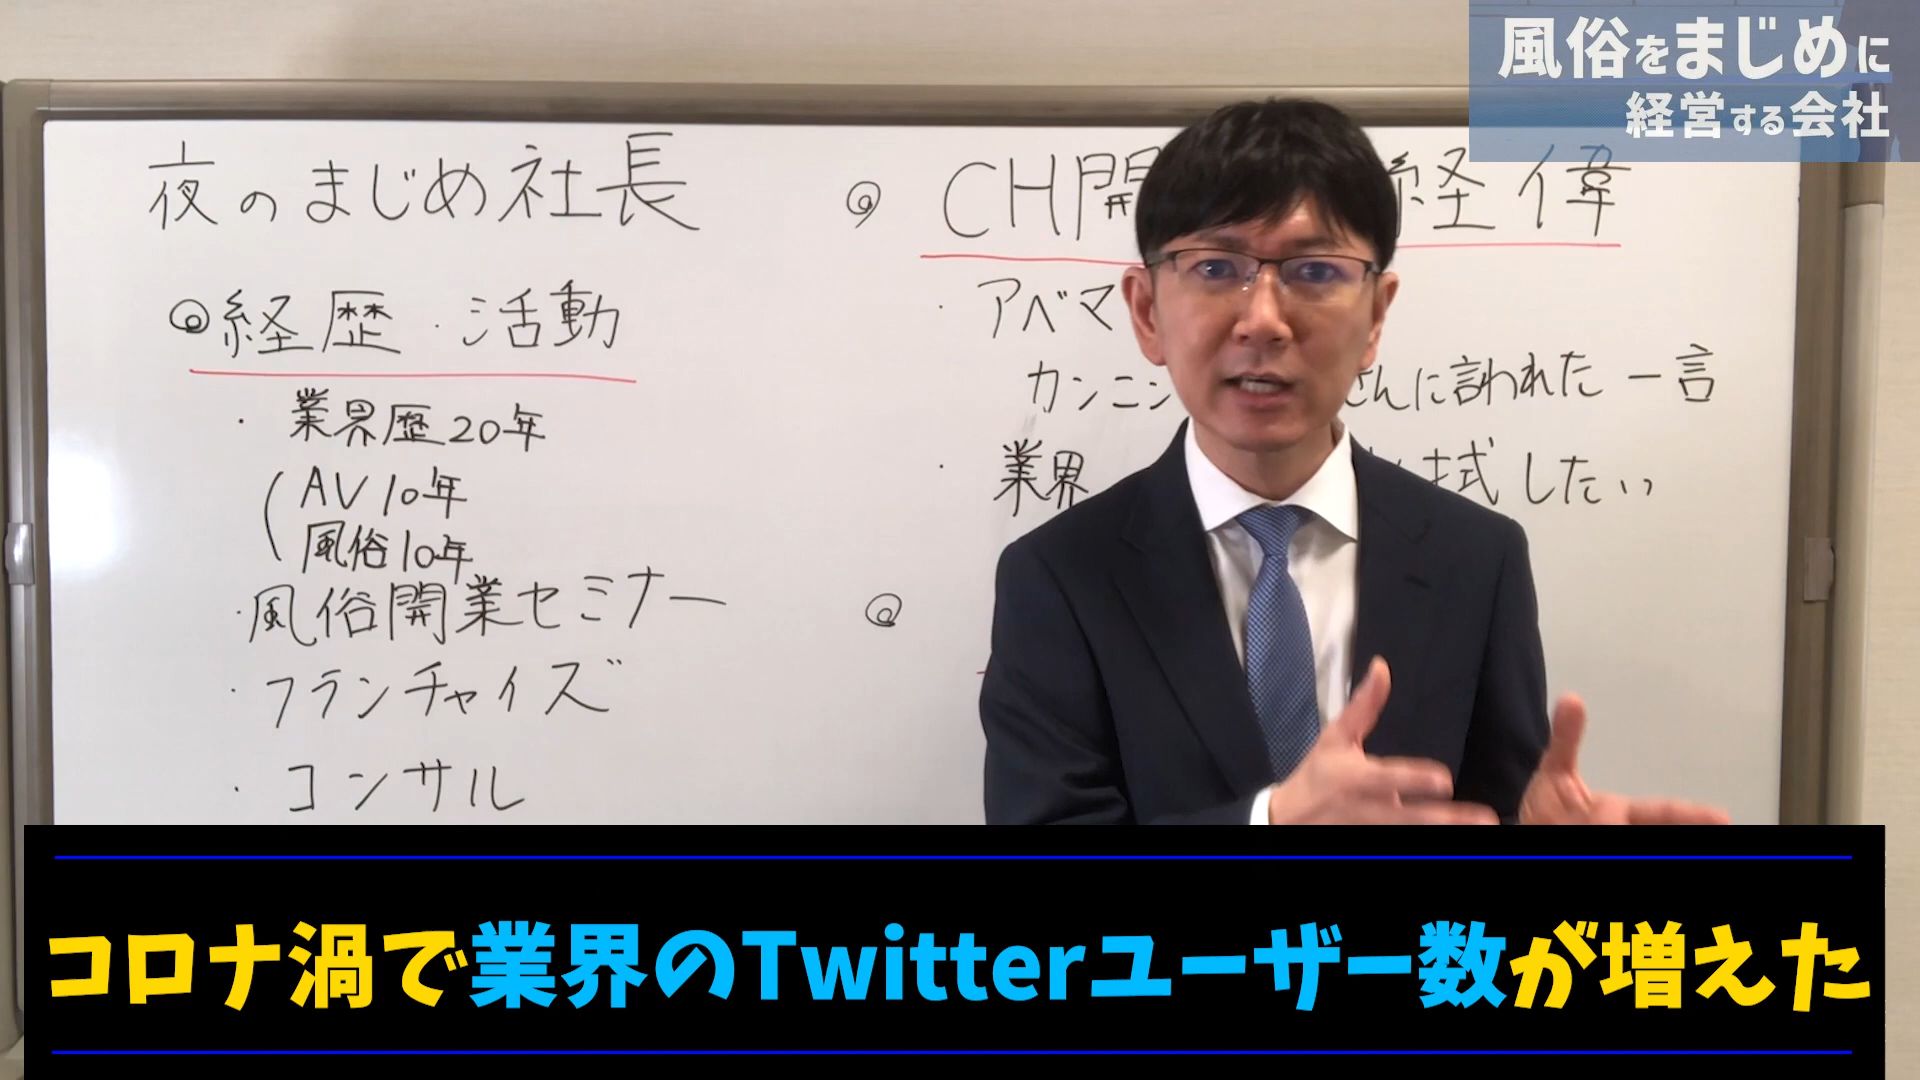 風俗をまじめに
経営する会社
夜のまじめ社長
◎経歴・活動
・業界歴20年
(AV10年
風俗10年
・風俗開業セミナー
・フランチャイズ
・コンサル
◎ CH開 経偉
・アベマ
カンニン さんに言われた一言
・業界 拭したい
◎
コロナ渦で業界のTwitterユーザー数が増えた